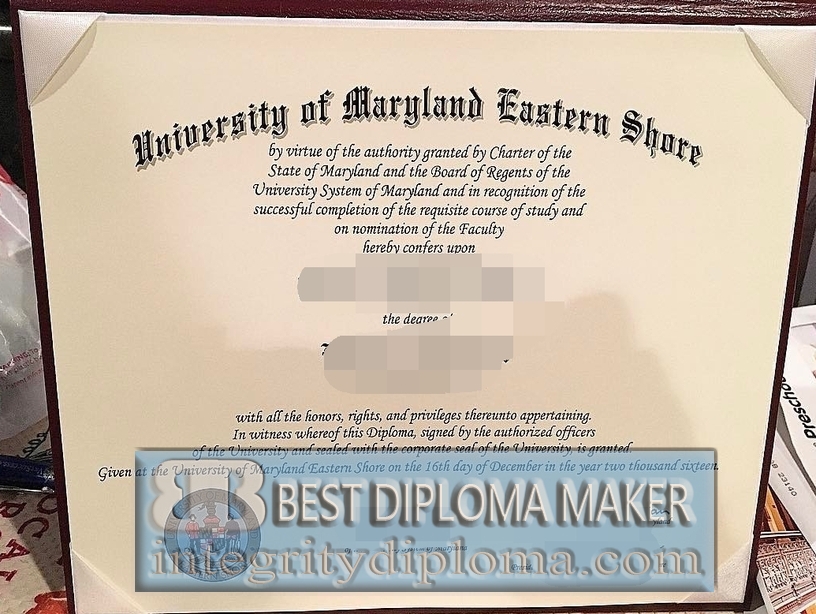 University of Maryland Eastern Shore
by virtue of the authority granted by Charter of the
State of Maryland and the Board of Regents of the
University System of Maryland and in recognition of the
successful completion of the requisite course of study and
on nomination of the Faculty
hereby confers upon
the degree
with all the honors, rights, and privileges thereunto appertaining.
In witness whereof this Diploma, signed by the authorized officers
of the University and sealed with the corporate seal of the University, is granted.
Given at the University of Maryland Eastern Shore on the 16th day of December in the year two thousand sixteen.
BEST DIPLOMA MAKER
integritydiploma.com
Preschoo
23140